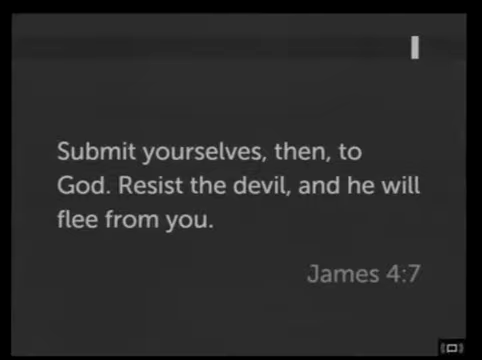 Submit yourselves, then, to
God. Resist the devil, and he will
flee from you.
James 4:7